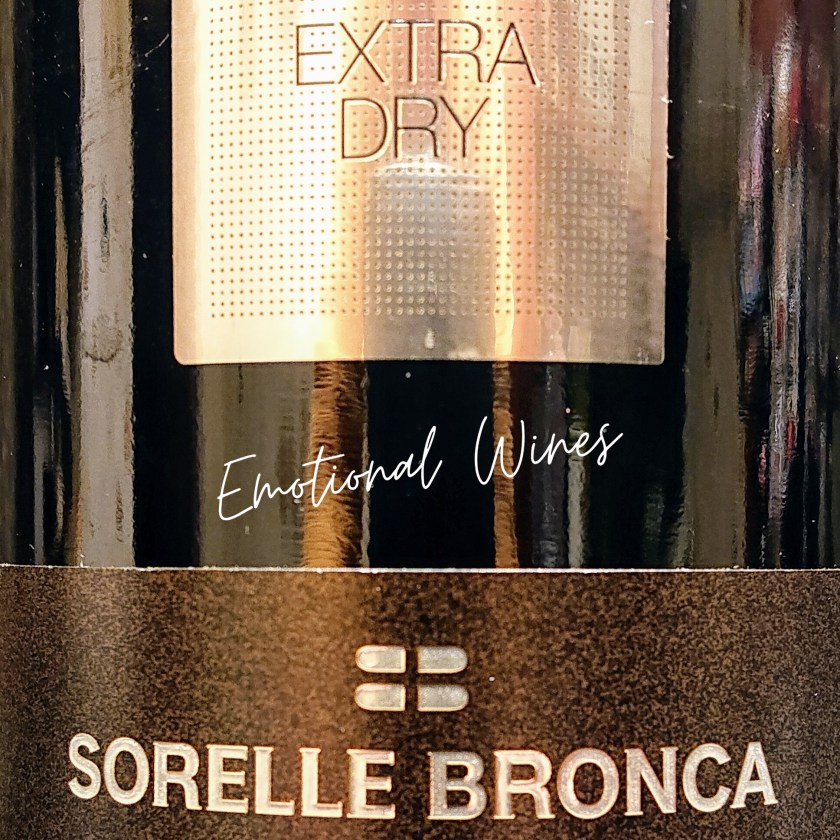 EXTRA
DRY
Emotional Wines
SORELLE BRONCA